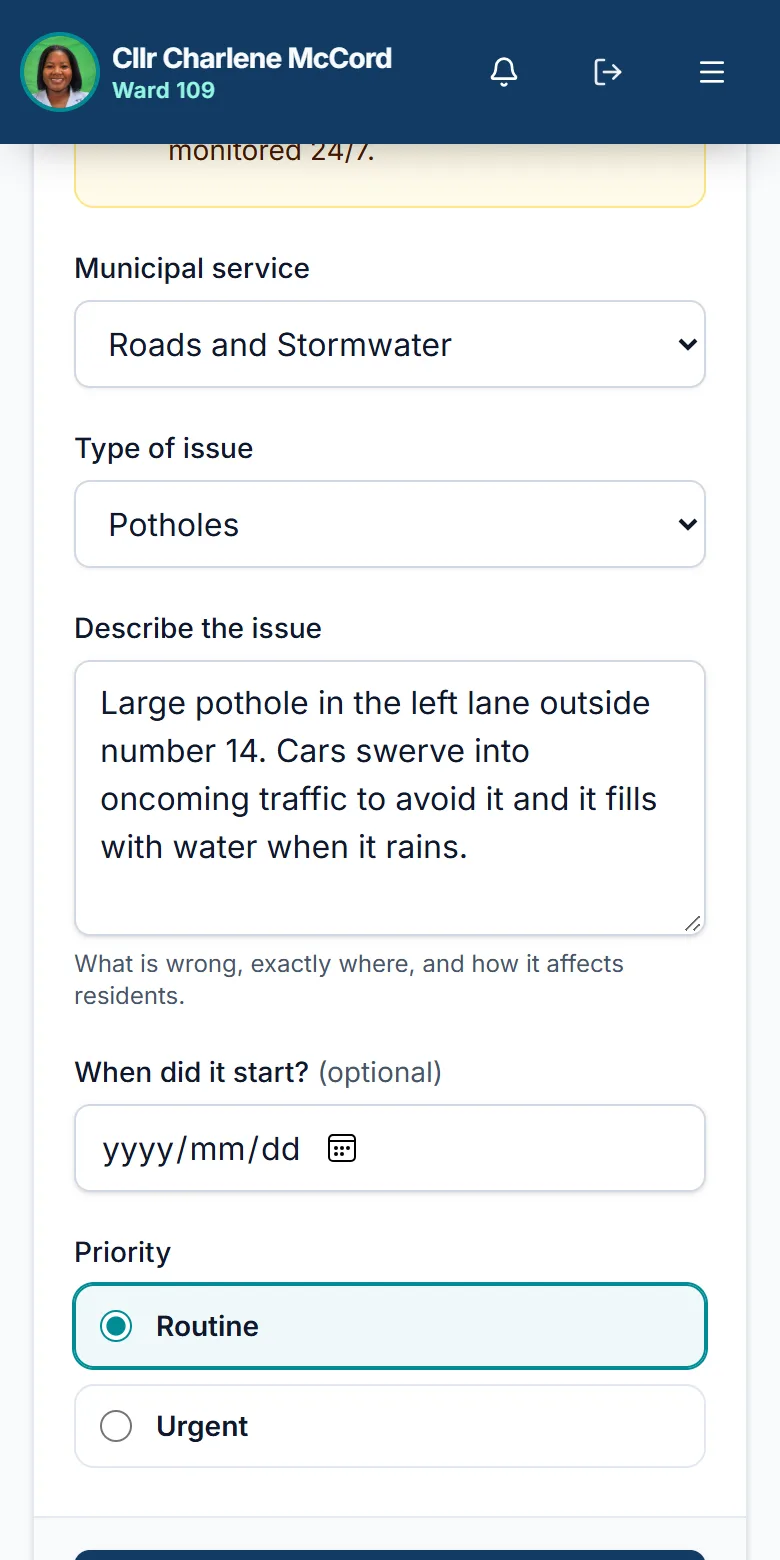 Cllr Charlene McCord
Ward 109
monitored 24/7.
Municipal service
Roads and Stormwater
Type of issue
Potholes
Describe the issue
Large pothole in the left lane outside
number 14. Cars swerve into
oncoming traffic to avoid it and it fills
with water when it rains.
What is wrong, exactly where, and how it affects
residents.
When did it start? (optional)
yyyy/mm/dd
Priority
Routine
Urgent